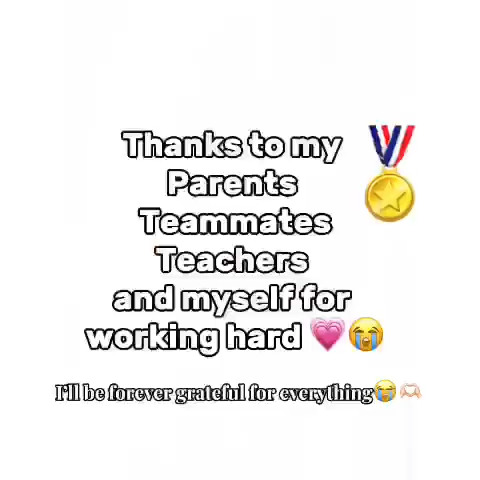 Thanks to my
Parents
Teammates
Teachers
and myself for
working hard 💗😭
I'll be forever grateful for everything😭🫶🏻